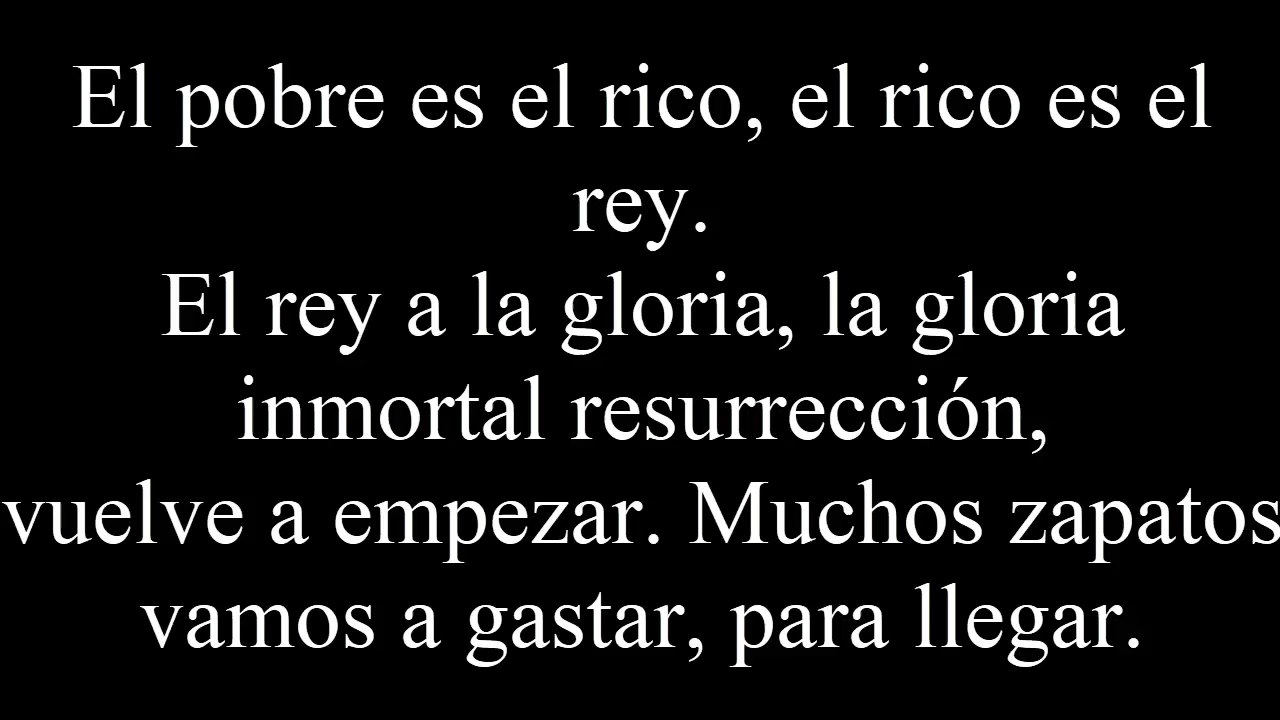 El pobre es el rico, el rico es el
rey.
El rey a la gloria, la gloria
inmortal resurrección,
vuelve a empezar. Muchos zapatos
vamos a gastar, para llegar.